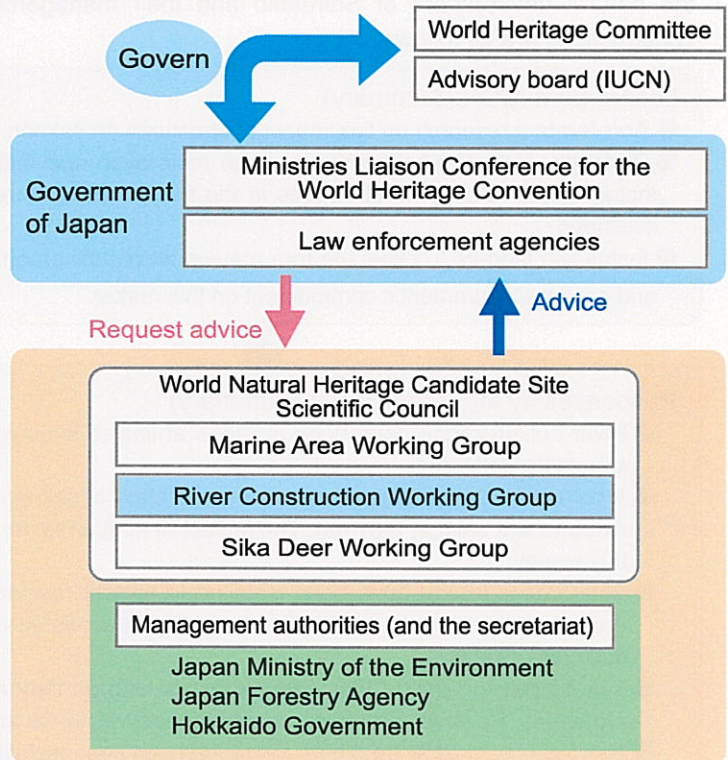 World Heritage Committee
Govern
Advisory board (IUCN)
Government
of Japan
Ministries Liaison Conference for the
World Heritage Convention
Law enforcement agencies
Request advice
Advice
World Natural Heritage Candidate Site
Scientific Council
Marine Area Working Group
River Construction Working Group
Sika Deer Working Group
Management authorities (and the secretariat)
Japan Ministry of the Environment
Japan Forestry Agency
Hokkaido Government